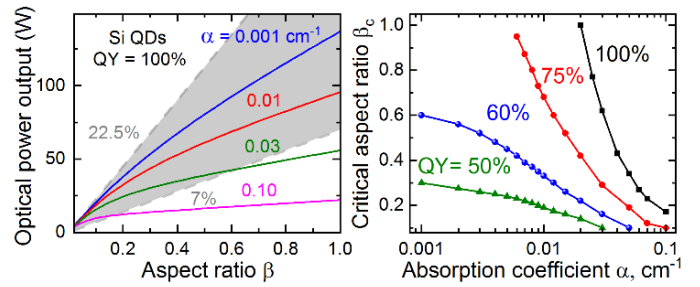 Optical power output (W)
100
50
0
Si QDs
QY = 100%
α = 0.001 cm⁻¹
0.01
0.03
0.10
22.5%
7%
0.2 0.4 0.6 0.8 1.0
Aspect ratio β
Critical aspect ratio β꜀
1.0
0.8
0.6
0.4
0.2
100%
75%
60%
QY= 50%
0.001 0.01 0.1
Absorption coefficient α, cm⁻¹